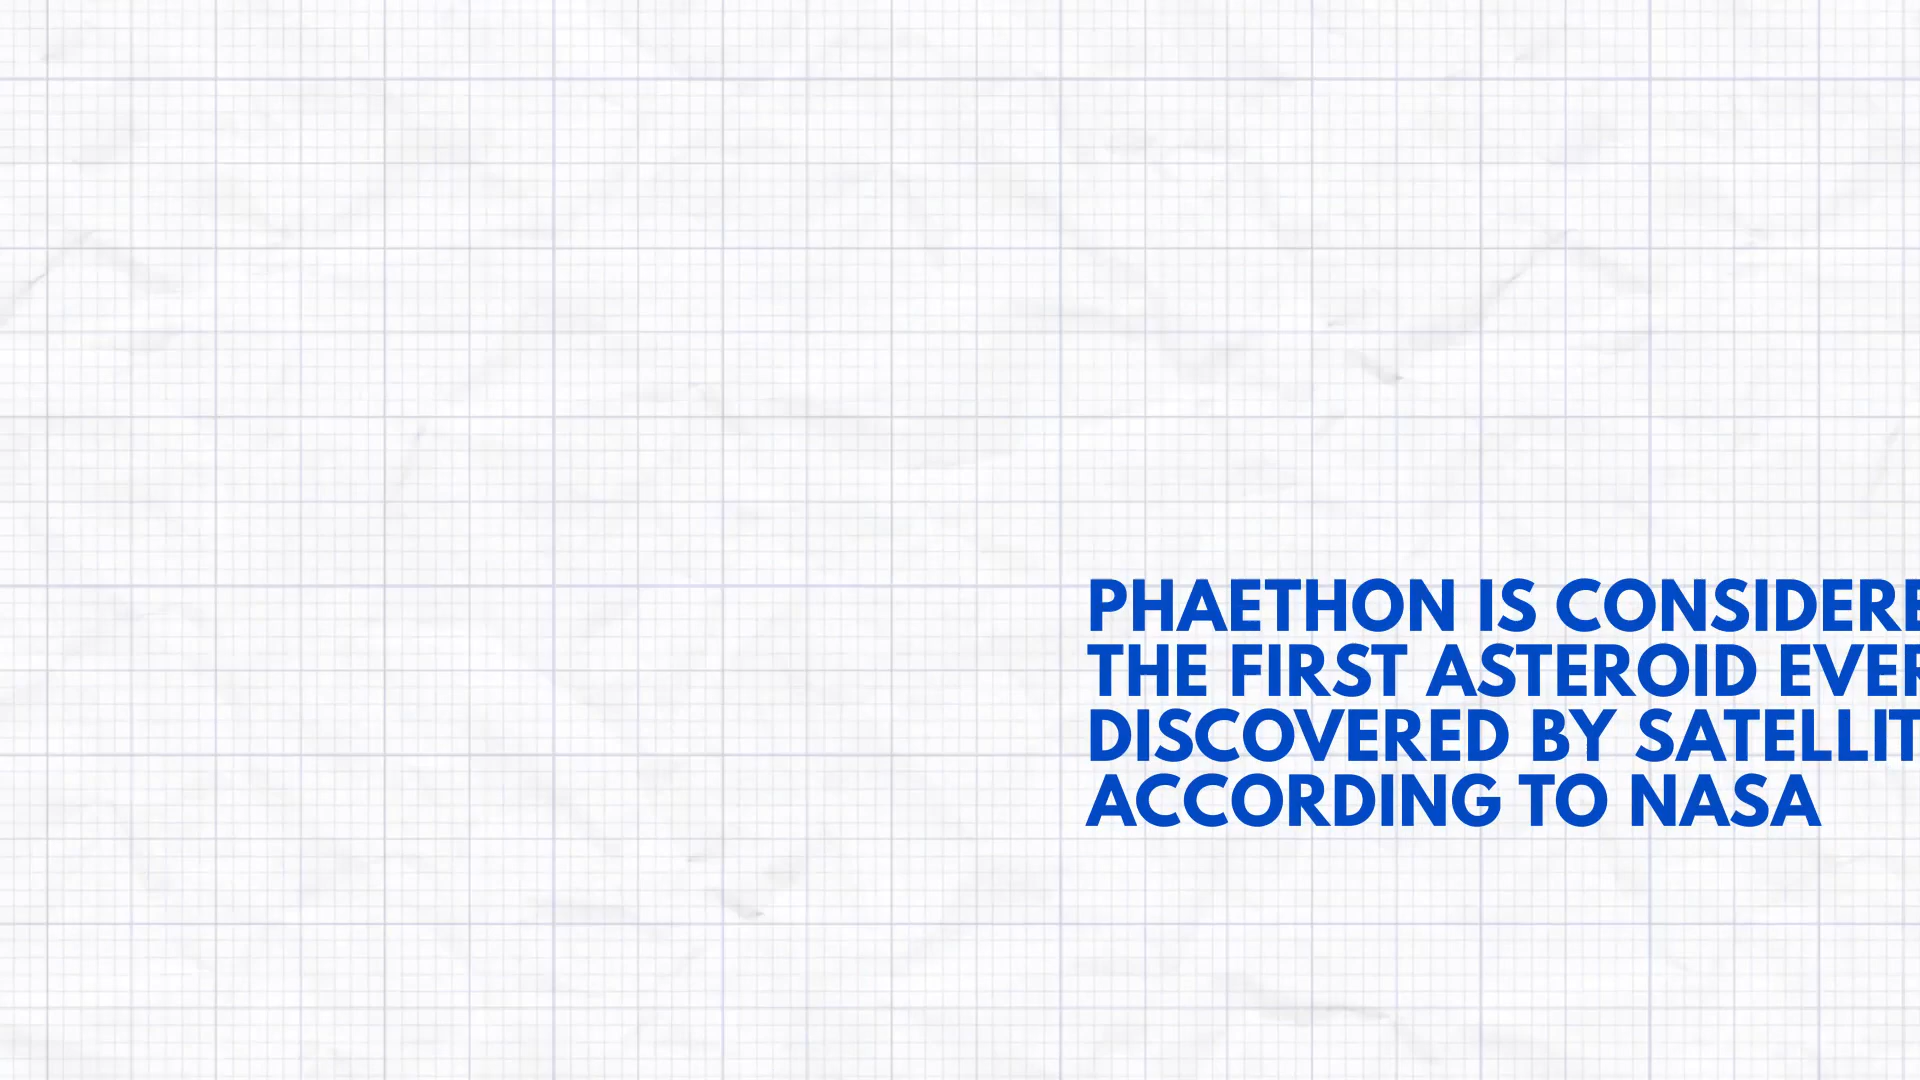 PHAETHON IS CONSIDERE
THE FIRST ASTEROID EVER
DISCOVERED BY SATELLIT
ACCORDING TO NASA